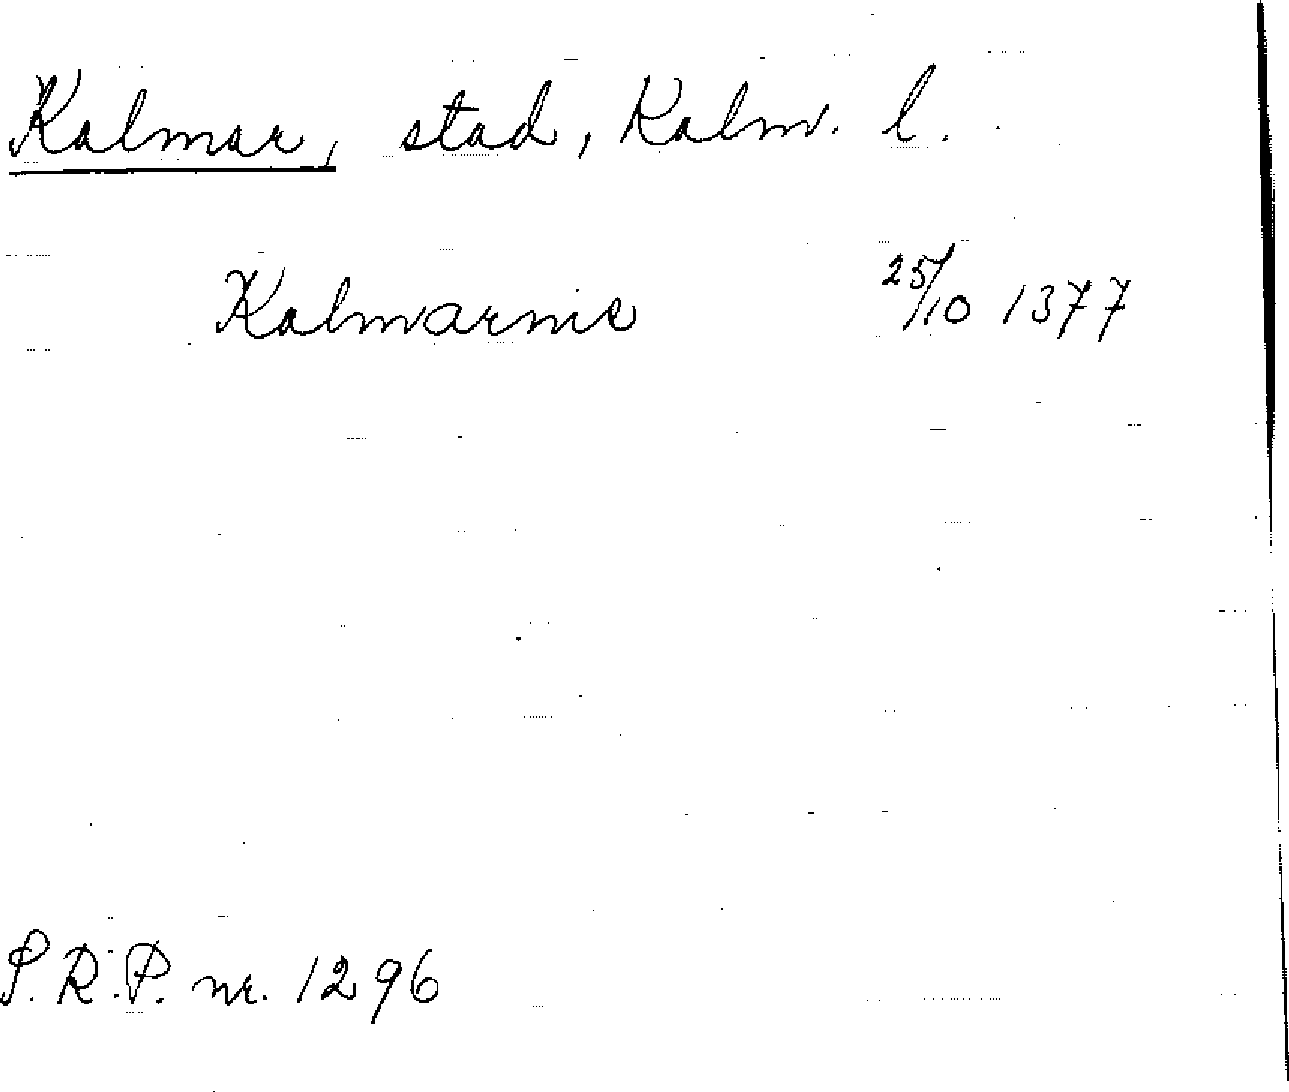 Kalmar, stad, Kalm. l.
Kalmarnie 25/10 1377
S.R.P. nr. 1296